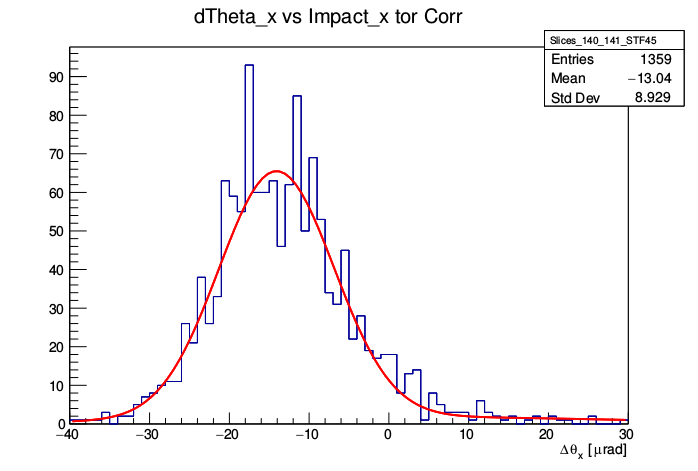 dTheta_x vs Impact_x tor Corr
Slices_140_141_STF45
Entries 1359
Mean −13.04
Std Dev 8.929
90
80
70
60
50
40
30
20
10
0
−40 −30 −20 −10 0 10 20 30
Δθx [μrad]